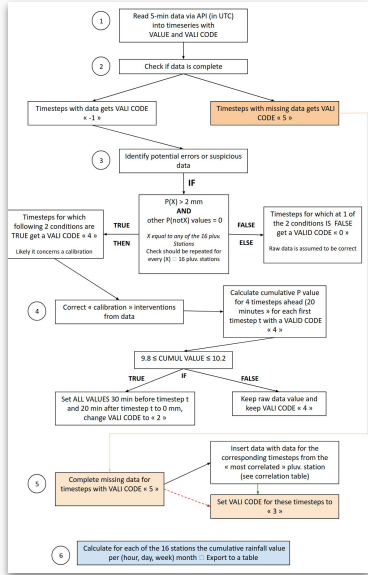 1
Read 5-min data via API (in UTC)
into timeseries with
VALUE and VALI CODE
2
Check if data is complete
Timesteps with data gets VALI CODE
« -1 »
Timesteps with missing data gets VALI
CODE « 5 »
3
Identify potential errors or suspicious
data
IF
P(X) > 2 mm
AND
other P(notX) values = 0
X equal to any of the 16 pluv.
Stations
Check should be repeated for
every (X) □ 16 pluv. stations
TRUE
THEN
FALSE
ELSE
Timesteps for which
following 2 conditions are
TRUE get a VALI CODE « 4 »
Likely it concerns a calibration
Timesteps for which at 1 of
the 2 conditions IS FALSE
get a VALID CODE « 0 »
Raw data is assumed to be correct
4
Correct « calibration » interventions
from data
Calculate cumulative P value
for 4 timesteps ahead (20
minutes » for each first
timestep t with a VALID CODE
« 4 »
9.8 ≤ CUMUL VALUE ≤ 10.2
TRUE
IF
FALSE
Set ALL VALUES 30 min before timestep t
and 20 min after timestep t to 0 mm,
change VALI CODE to « 2 »
Keep raw data value and
keep VALI CODE « 4 »
5
Complete missing data for
timesteps with VALI CODE « 5 »
Insert data with data for the
corresponding timesteps from the
« most correlated » pluv. station
(see correlation table)
Set VALI CODE for these timesteps to
« 3 »
6
Calculate for each of the 16 stations the cumulative rainfall value
per (hour, day, week) month □ Export to a table